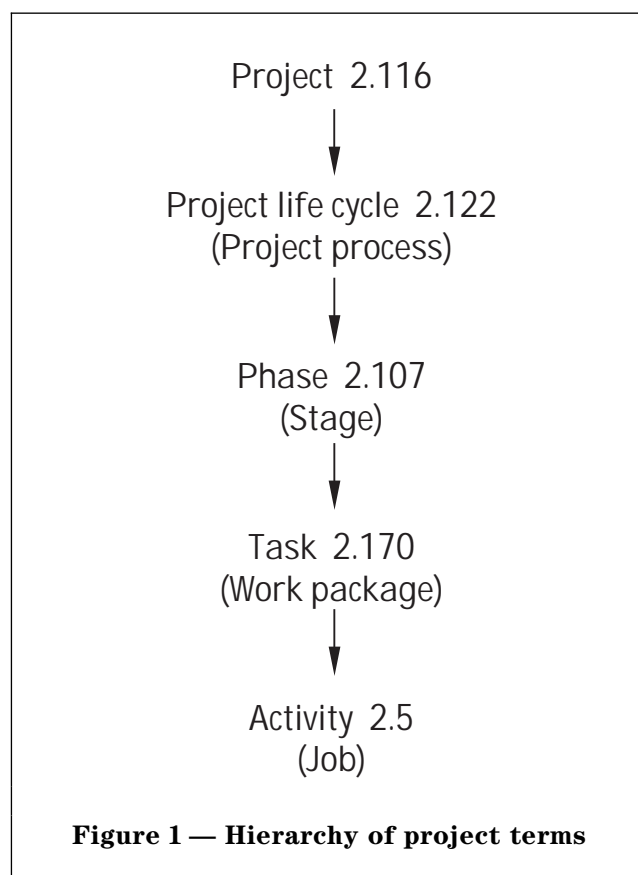 Project 2.116
Project life cycle 2.122
(Project process)
Phase 2.107
(Stage)
Task 2.170
(Work package)
Activity 2.5
(Job)
Figure 1 — Hierarchy of project terms